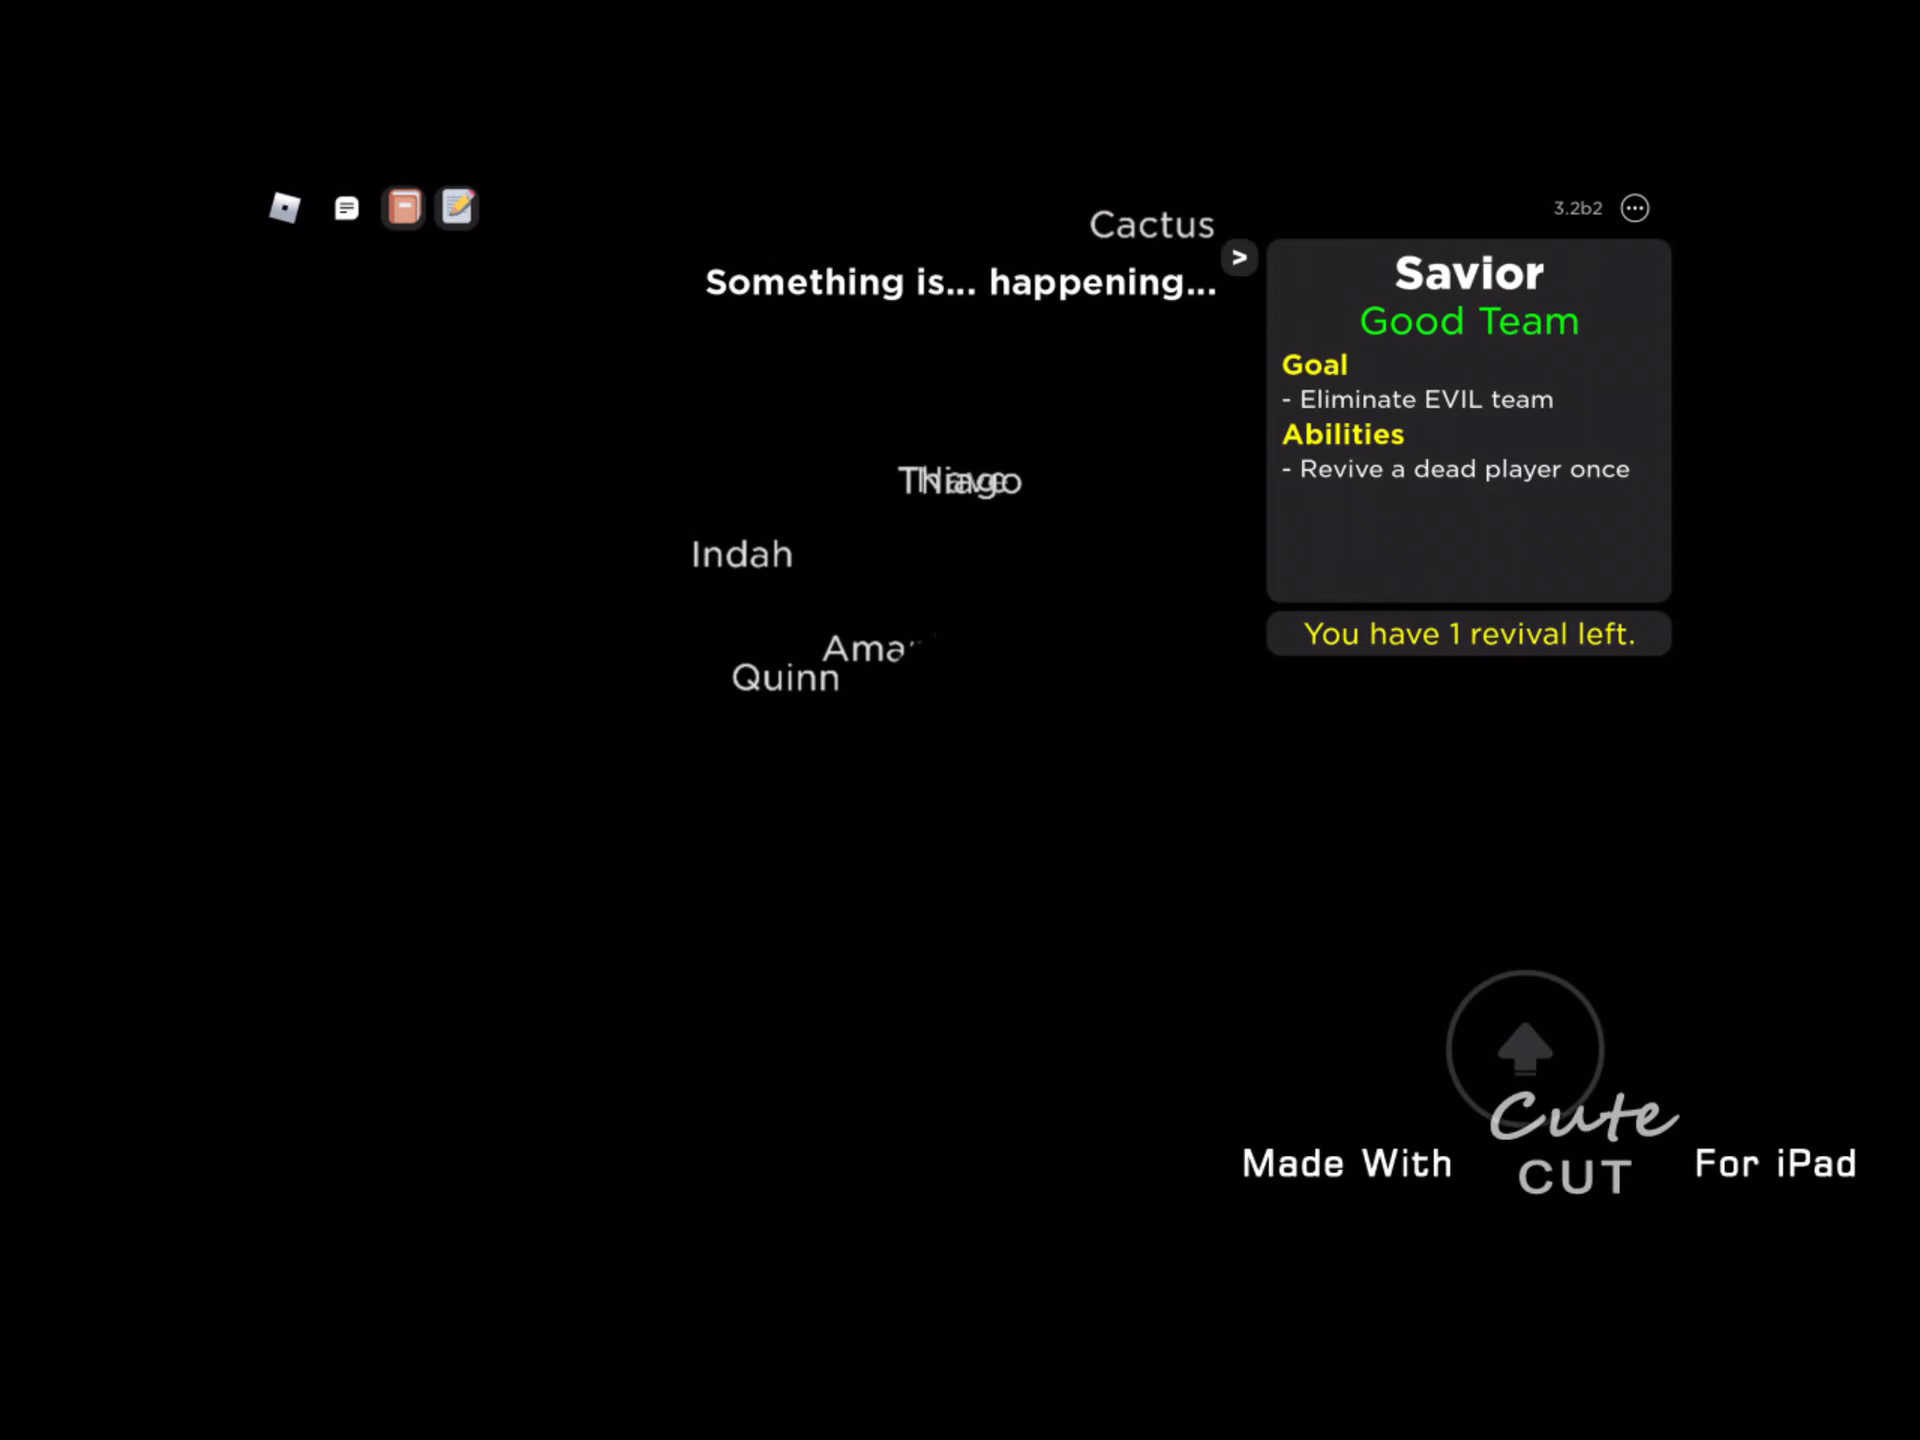 3.2b2
Cactus
>
Something is... happening...
Savior
Good Team
Goal
- Eliminate EVIL team
Abilities
- Revive a dead player once
You have 1 revival left.
Thiago
Indah
Quinn
Cute
CUT
Made With
For iPad